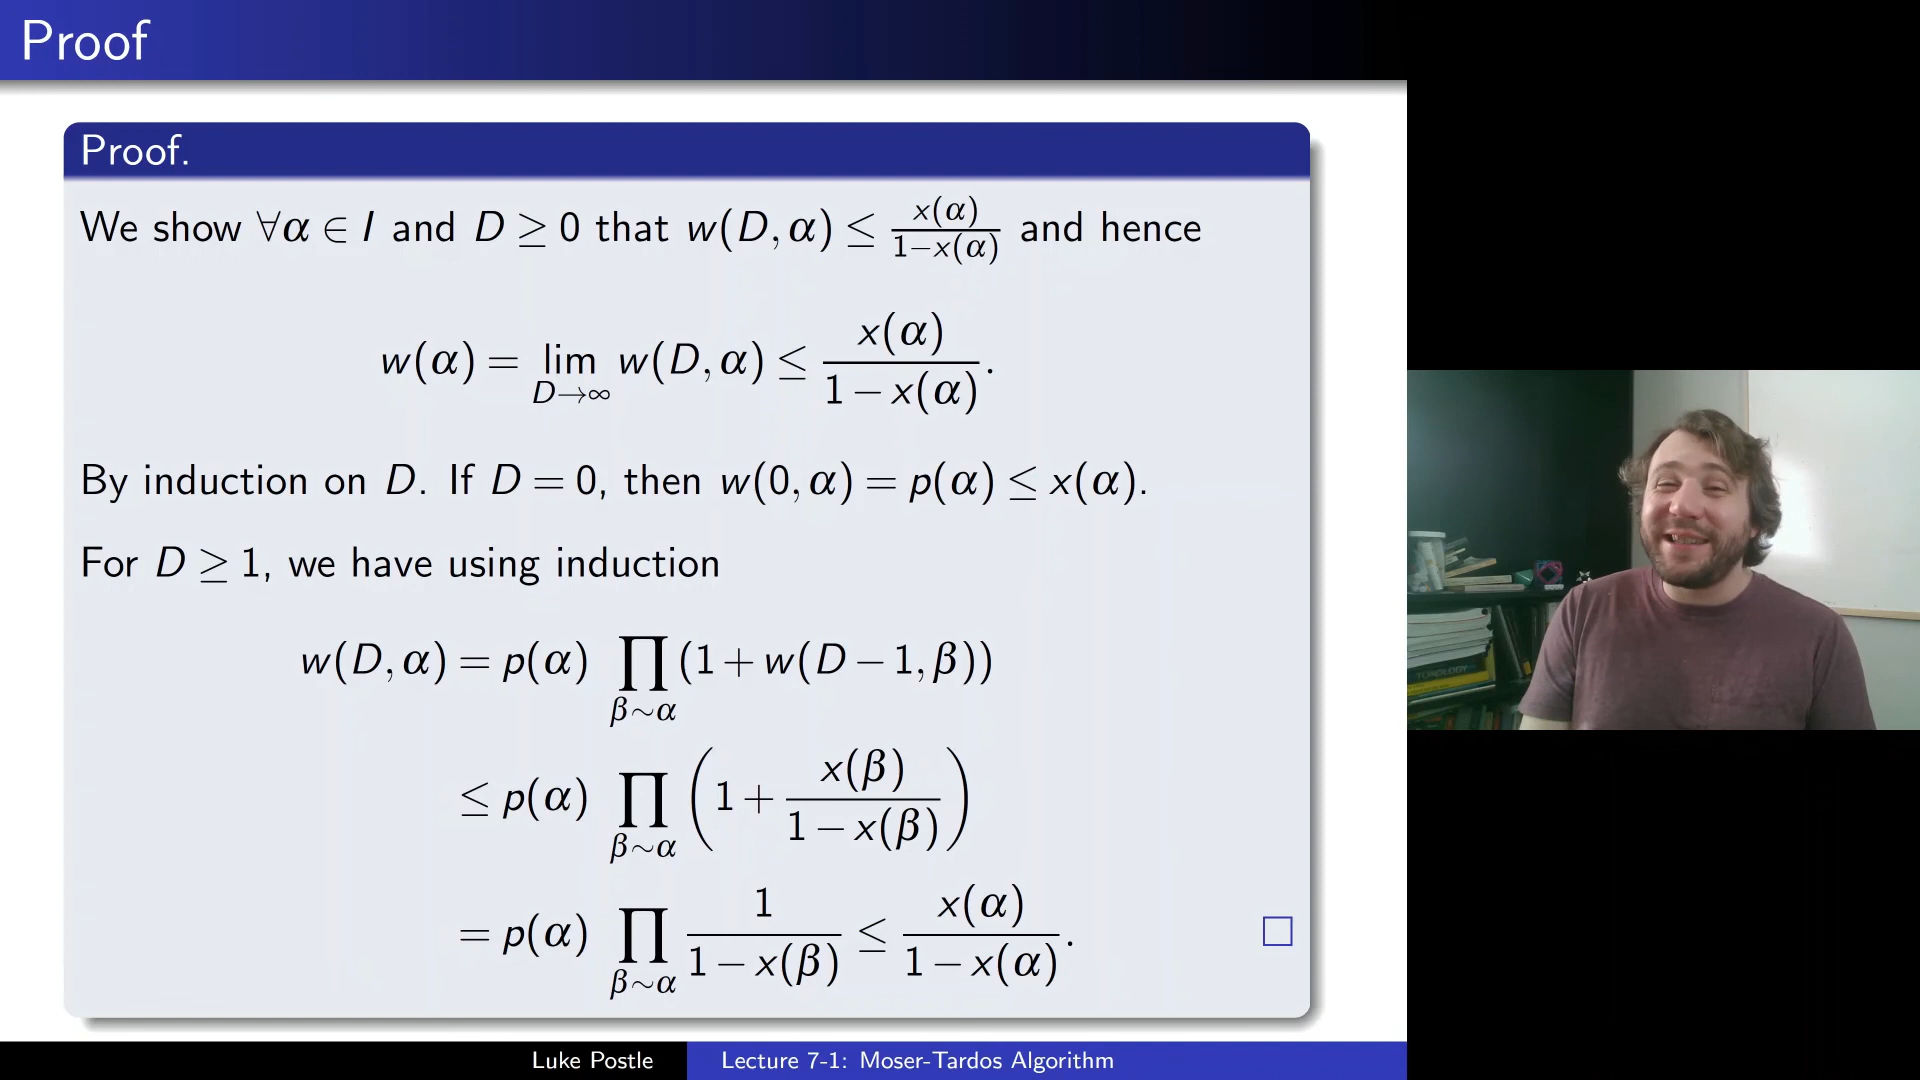 Proof
Proof.
We show ∀α ∈ I and D ≥ 0 that w(D, α) ≤ x(α)/(1−x(α)) and hence
w(α) = lim_{D→∞} w(D, α) ≤ x(α)/(1 − x(α)).
By induction on D. If D = 0, then w(0, α) = p(α) ≤ x(α).
For D ≥ 1, we have using induction
w(D, α) = p(α) ∏_{β∼α} (1 + w(D − 1, β))
≤ p(α) ∏_{β∼α} (1 + x(β)/(1 − x(β)))
= p(α) ∏_{β∼α} 1/(1 − x(β)) ≤ x(α)/(1 − x(α)). □
TOPOLOGY
Luke Postle Lecture 7-1: Moser-Tardos Algorithm